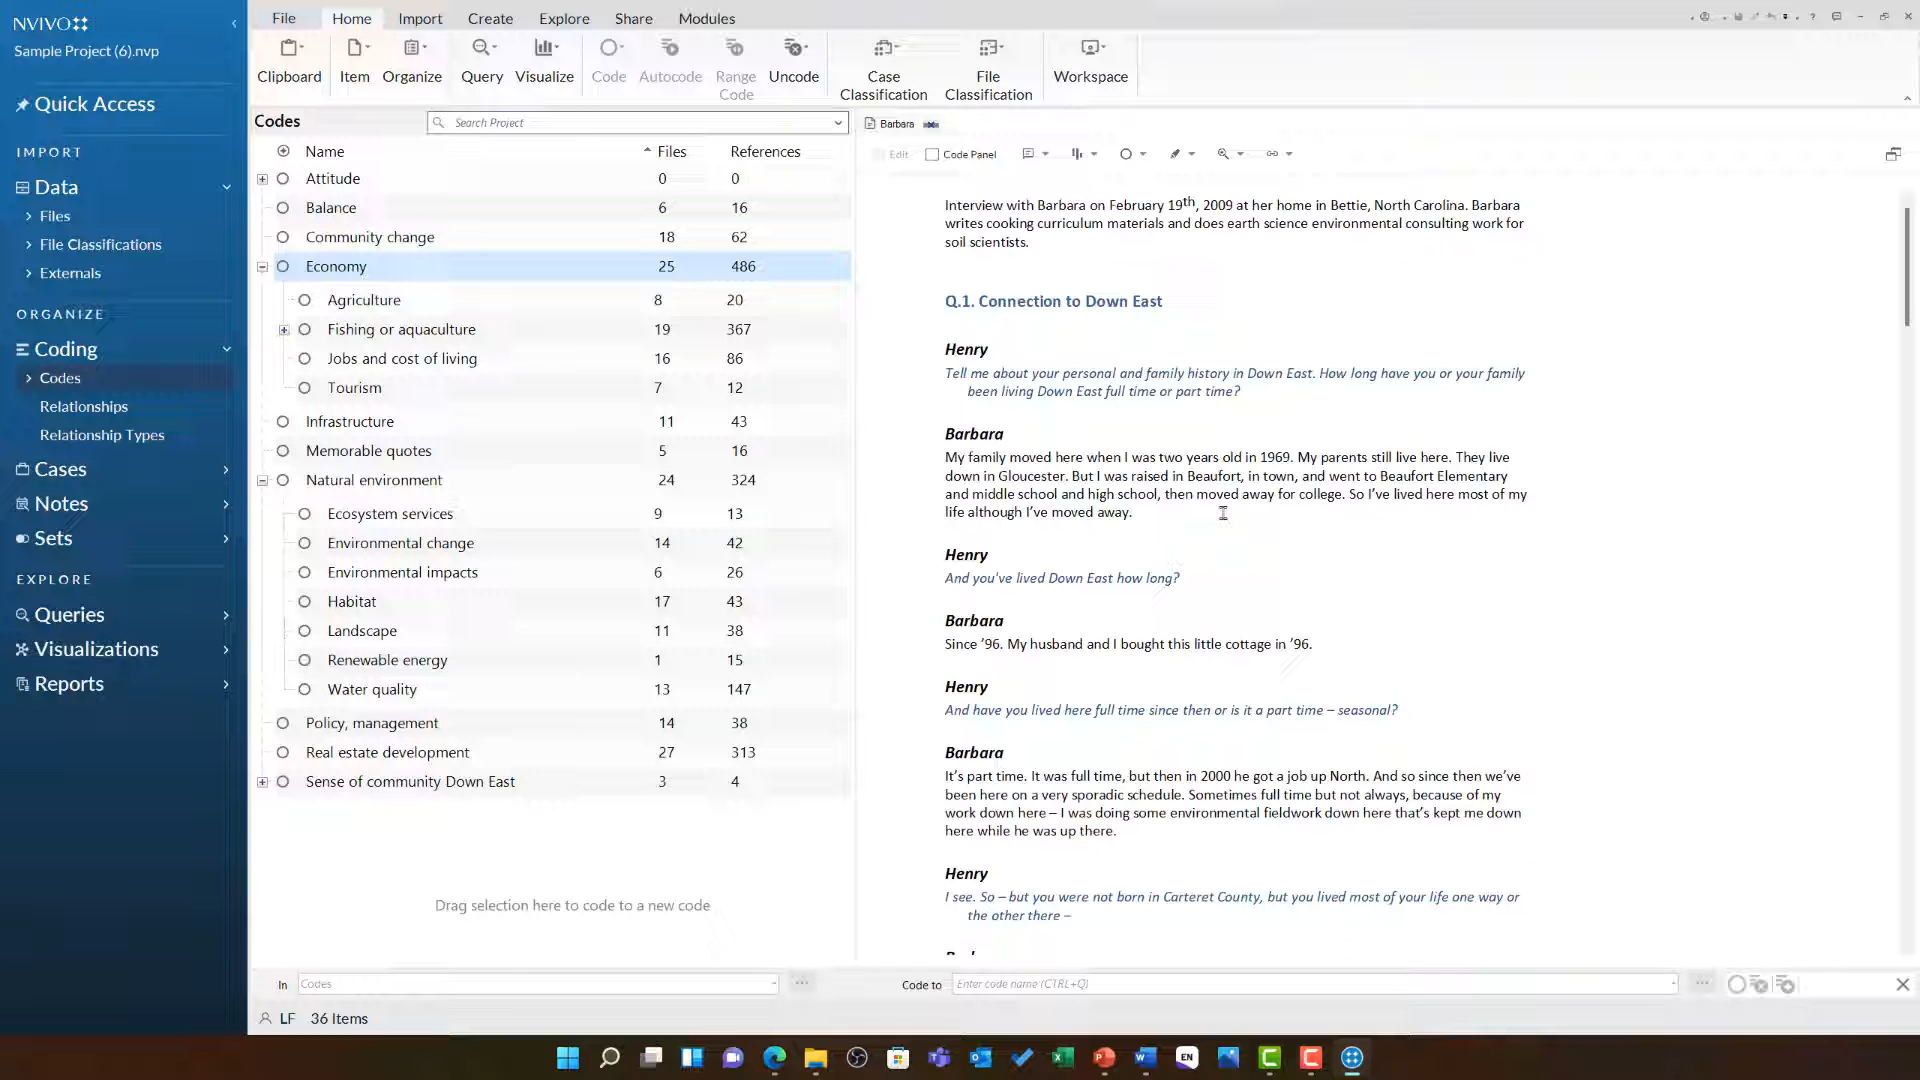 NVIVO
Sample Project (6).nvp
Quick Access
IMPORT
Data
Files
File Classifications
Externals
ORGANIZE
Coding
Codes
Relationships
Relationship Types
Cases
Notes
Sets
EXPLORE
Queries
Visualizations
Reports
File Home Import Create Explore Share Modules
Clipboard Item Organize Query Visualize Code Autocode Range Code Uncode Case Classification File Classification Workspace
Codes
Search Project
Name Files References
Attitude 0 0
Balance 6 16
Community change 18 62
Economy 25 486
Agriculture 8 20
Fishing or aquaculture 19 367
Jobs and cost of living 16 86
Tourism 7 12
Infrastructure 11 43
Memorable quotes 5 16
Natural environment 24 324
Ecosystem services 9 13
Environmental change 14 42
Environmental impacts 6 26
Habitat 17 43
Landscape 11 38
Renewable energy 1 15
Water quality 13 147
Policy, management 14 38
Real estate development 27 313
Sense of community Down East 3 4
Drag selection here to code to a new code
Barbara
Edit Code Panel
Interview with Barbara on February 19th, 2009 at her home in Bettie, North Carolina. Barbara
writes cooking curriculum materials and does earth science environmental consulting work for
soil scientists.
Q.1. Connection to Down East
Henry
Tell me about your personal and family history in Down East. How long have you or your family
been living Down East full time or part time?
Barbara
My family moved here when I was two years old in 1969. My parents still live here. They live
down in Gloucester. But I was raised in Beaufort, in town, and went to Beaufort Elementary
and middle school and high school, then moved away for college. So I’ve lived here most of my
life although I’ve moved away.
Henry
And you've lived Down East how long?
Barbara
Since ’96. My husband and I bought this little cottage in ’96.
Henry
And have you lived here full time since then or is it a part time – seasonal?
Barbara
It’s part time. It was full time, but then in 2000 he got a job up North. And so since then we’ve
been here on a very sporadic schedule. Sometimes full time but not always, because of my
work down here – I was doing some environmental fieldwork down here that’s kept me down
here while he was up there.
Henry
I see. So – but you were not born in Carteret County, but you lived most of your life one way or
the other there –
In Codes
Code to Enter code name (CTRL+Q)
LF 36 Items
EN